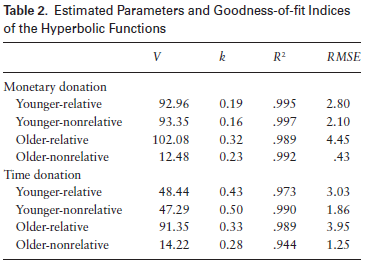 Table 2. Estimated Parameters and Goodness-of-fit Indices
of the Hyperbolic Functions
V k R² RMSE
Monetary donation
Younger-relative 92.96 0.19 .995 2.80
Younger-nonrelative 93.35 0.16 .997 2.10
Older-relative 102.08 0.32 .989 4.45
Older-nonrelative 12.48 0.23 .992 .43
Time donation
Younger-relative 48.44 0.43 .973 3.03
Younger-nonrelative 47.29 0.50 .990 1.86
Older-relative 91.35 0.33 .989 3.95
Older-nonrelative 14.22 0.28 .944 1.25